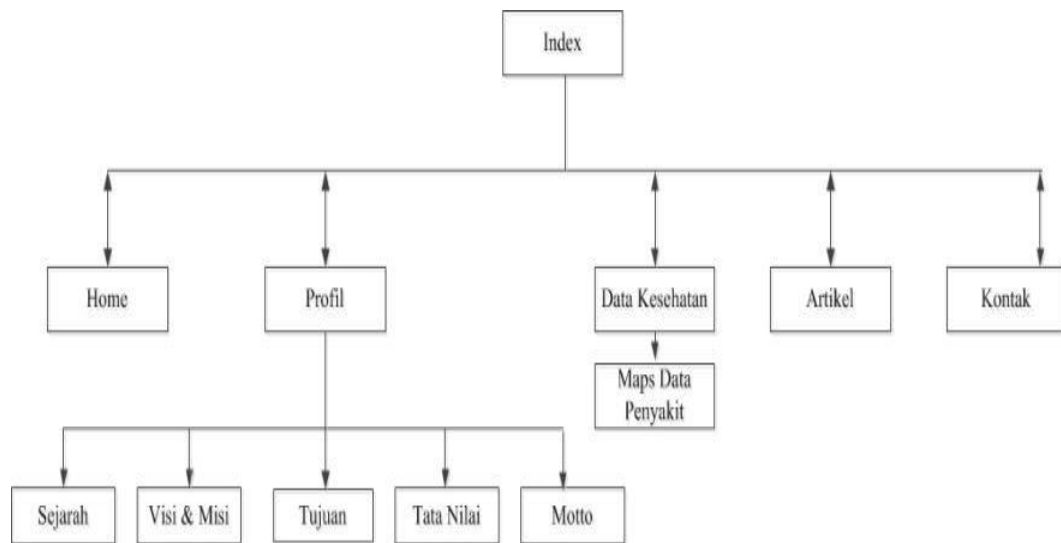 Index
Home
Profil
Data Kesehatan
Artikel
Kontak
Maps Data
Penyakit
Sejarah
Visi & Misi
Tujuan
Tata Nilai
Motto